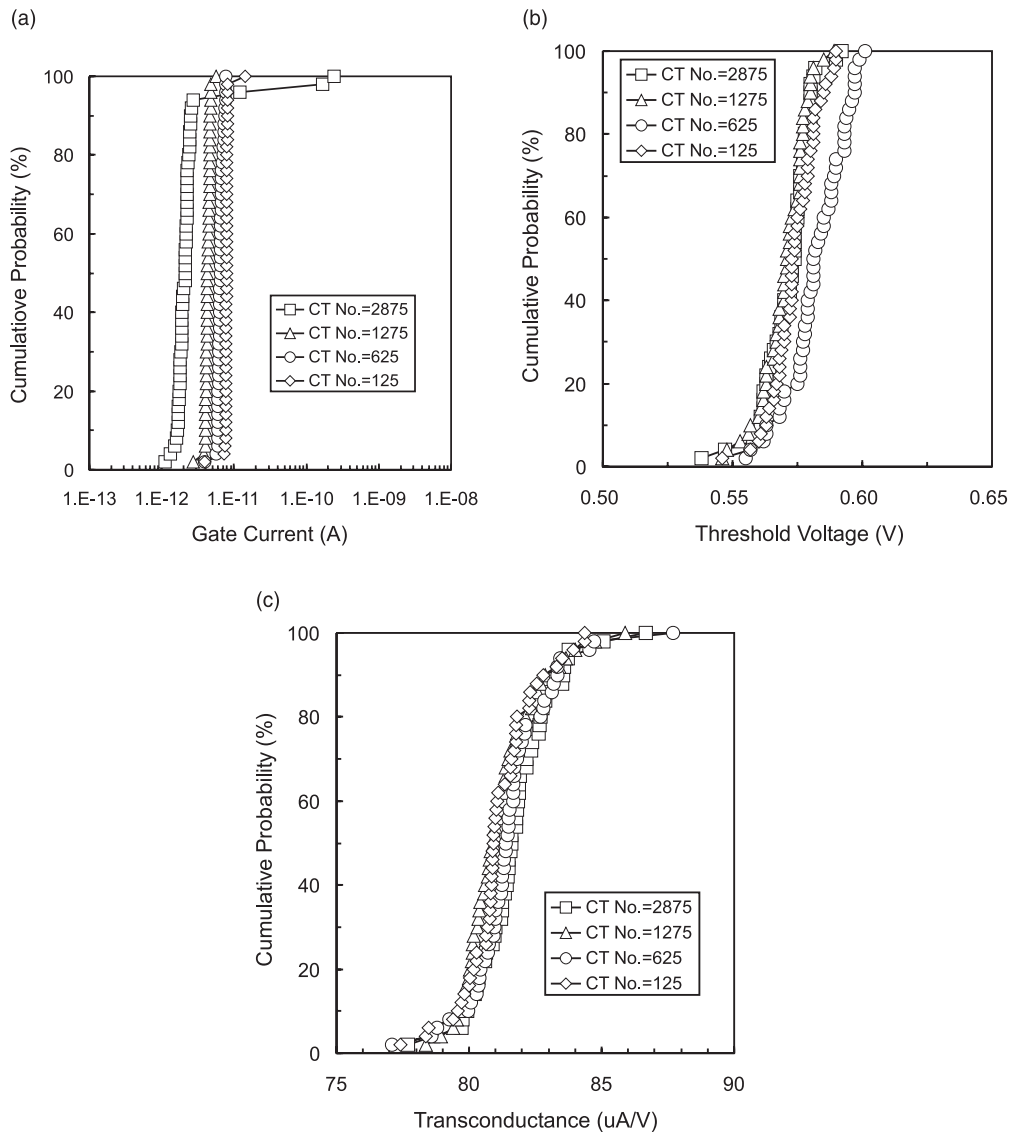 (a)
100
80
60
40
20
0
Cumulatiove Probability (%)
CT No.=2875
CT No.=1275
CT No.=625
CT No.=125
1.E-13 1.E-12 1.E-11 1.E-10 1.E-09 1.E-08
Gate Current (A)
(b)
100
80
60
40
20
0
Cumulative Probability (%)
CT No.=2875
CT No.=1275
CT No.=625
CT No.=125
0.50 0.55 0.60 0.65
Threshold Voltage (V)
(c)
100
80
60
40
20
0
Cumulative Probability (%)
CT No.=2875
CT No.=1275
CT No.=625
CT No.=125
75 80 85 90
Transconductance (uA/V)